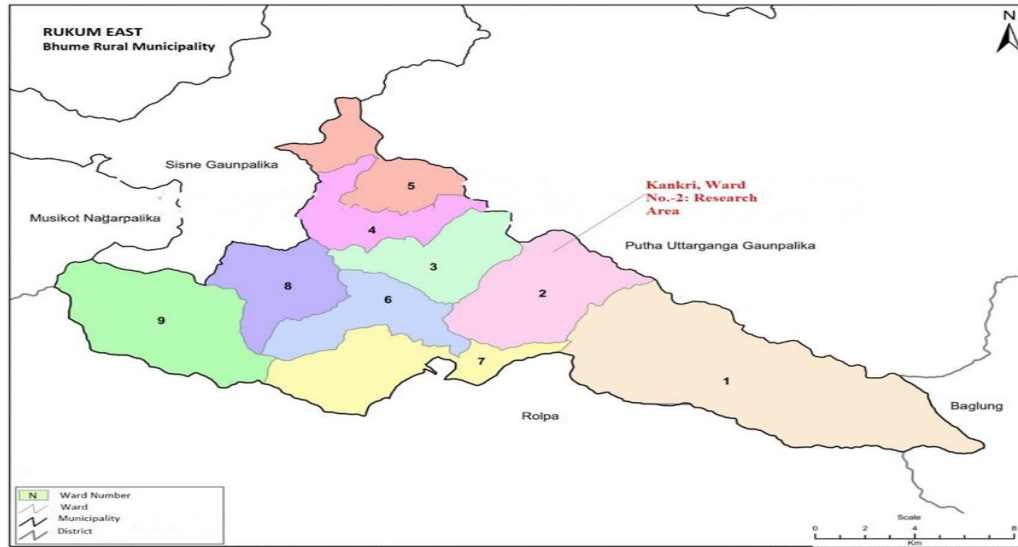 RUKUM EAST
Bhume Rural Municipality
N
Sisne Gaunpalika
5
Kankri, Ward
No.-2: Research
Area
Musikot Nagarpalika
4
Putha Uttarganga Gaunpalika
3
8
2
6
9
7
1
Rolpa
Baglung
N Ward Number
Ward
Municipality
District
Scale
0 2 4 6 8
Km